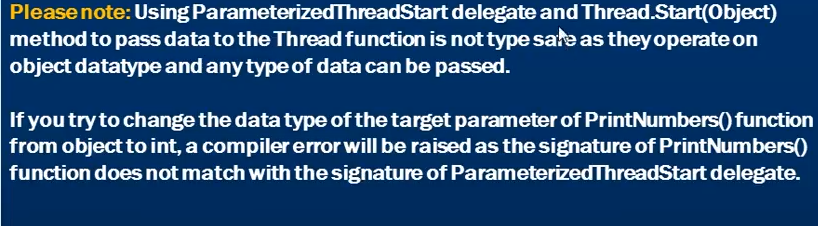 Please note: Using ParameterizedThreadStart delegate and Thread.Start(Object)
method to pass data to the Thread function is not type safe as they operate on
object datatype and any type of data can be passed.
If you try to change the data type of the target parameter of PrintNumbers() function
from object to int, a compiler error will be raised as the signature of PrintNumbers()
function does not match with the signature of ParameterizedThreadStart delegate.